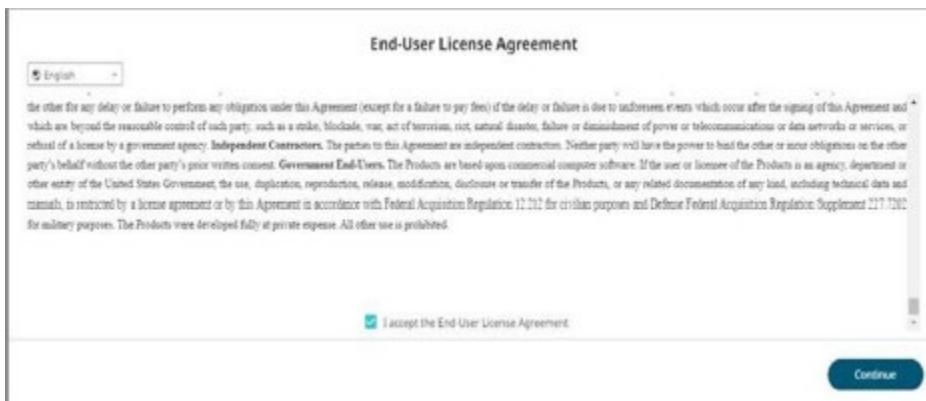 End-User License Agreement
English
the other for any delay or failure to perform any obligation under this Agreement (except for a failure to pay fees) if the delay or failure is due to unforeseen events which occur after the signing of this Agreement and
which are beyond the reasonable control of such party, such as a strike, blockade, war, act of terrorism, riot, natural disaster, failure or diminishment of power or telecommunications or data networks or services, or
refusal of a license by a government agency. Independent Contractors. The parties to this Agreement are independent contractors. Neither party will have the power to bind the other or incur obligations on the other
party's behalf without the other party's prior written consent. Government End-Users. The Products are based upon commercial computer software. If the user or licensee of the Products is an agency, department or
other entity of the United States Government, the use, duplication, reproduction, release, modification, disclosure or transfer of the Products, or any related documentation of any kind, including technical data and
manuals, is restricted by a license agreement or by this Agreement in accordance with Federal Acquisition Regulation 12.212 for civilian purposes and Defense Federal Acquisition Regulation Supplement 227.7202
for military purposes. The Products were developed fully at private expense. All other use is prohibited.
I accept the End-User License Agreement
Continue